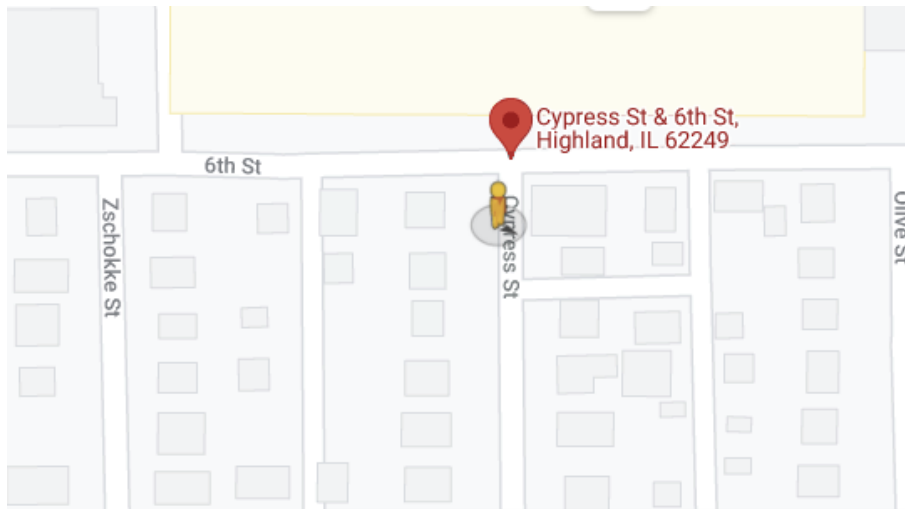 Cypress St & 6th St,
Highland, IL 62249
6th St
Zschokke St
Cypress St
Olive St